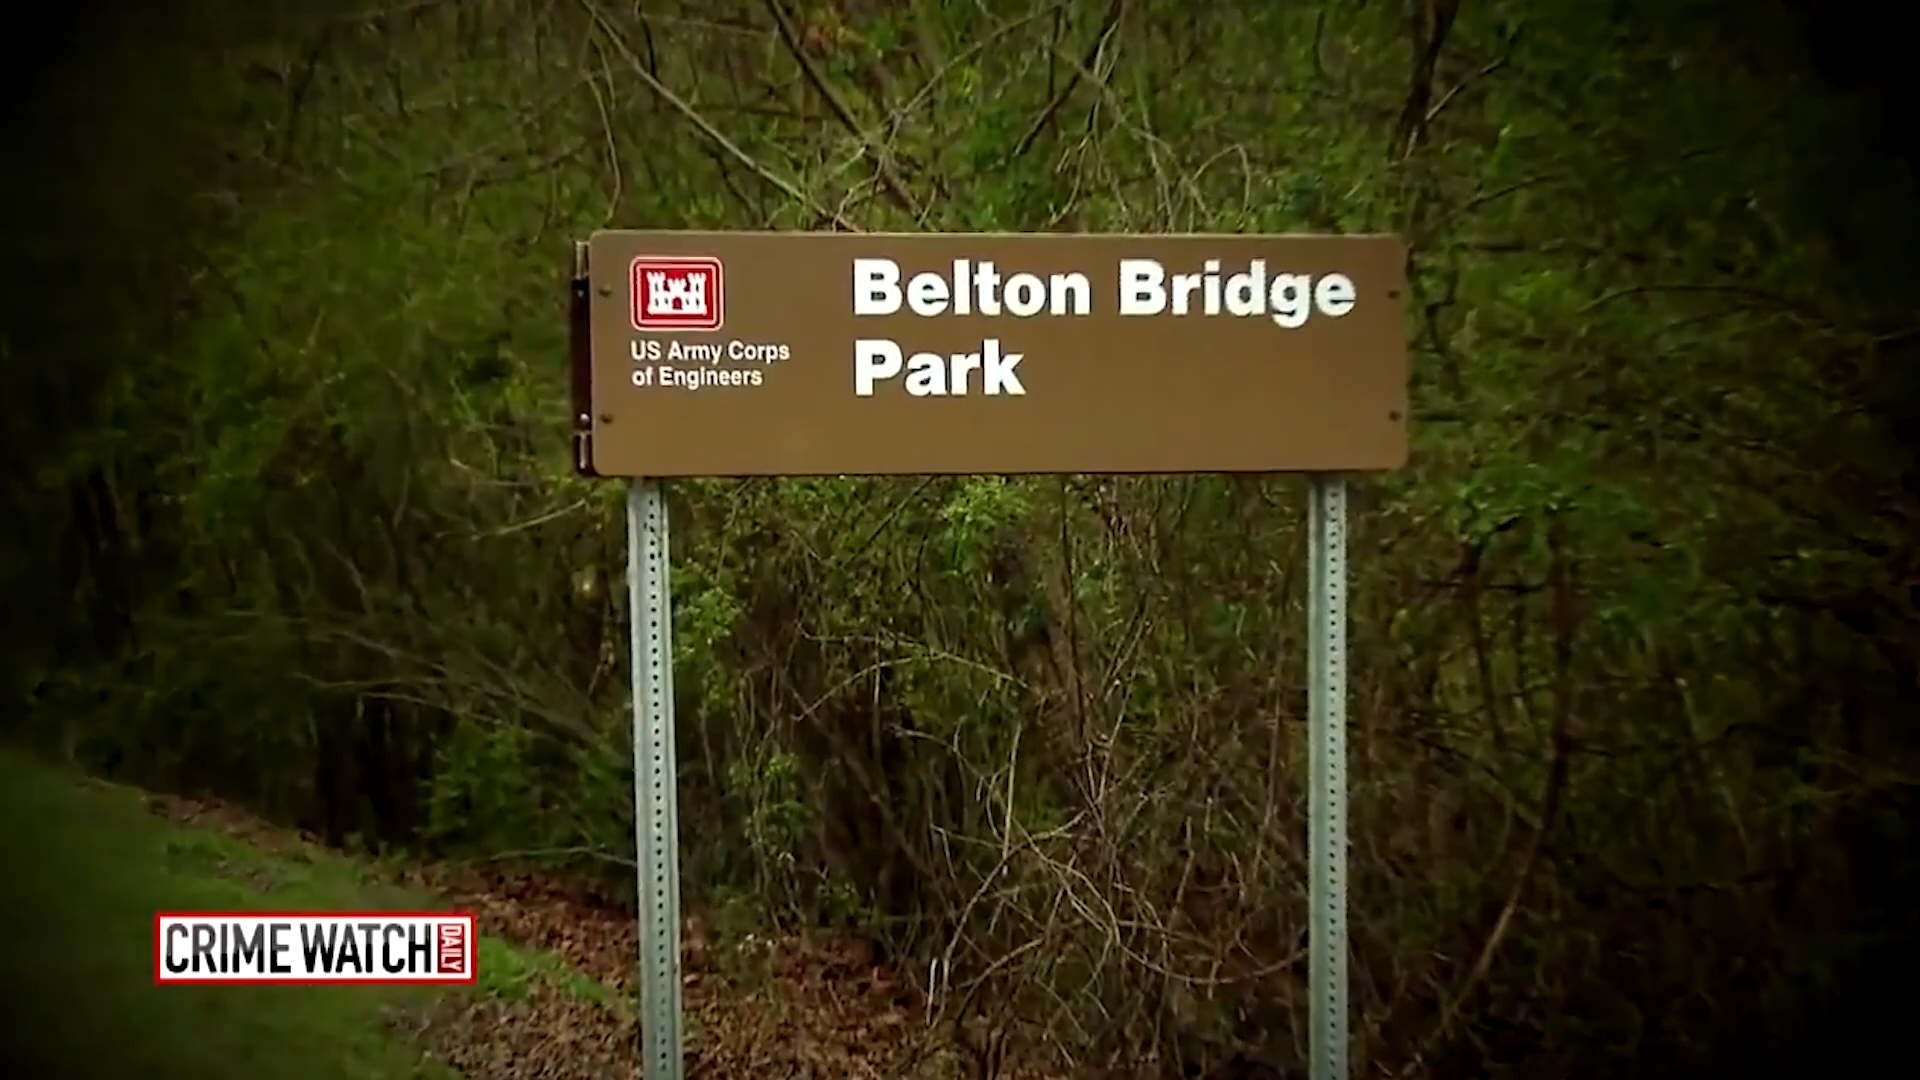 Belton Bridge
Park
US Army Corps
of Engineers
CRIME WATCH DAILY